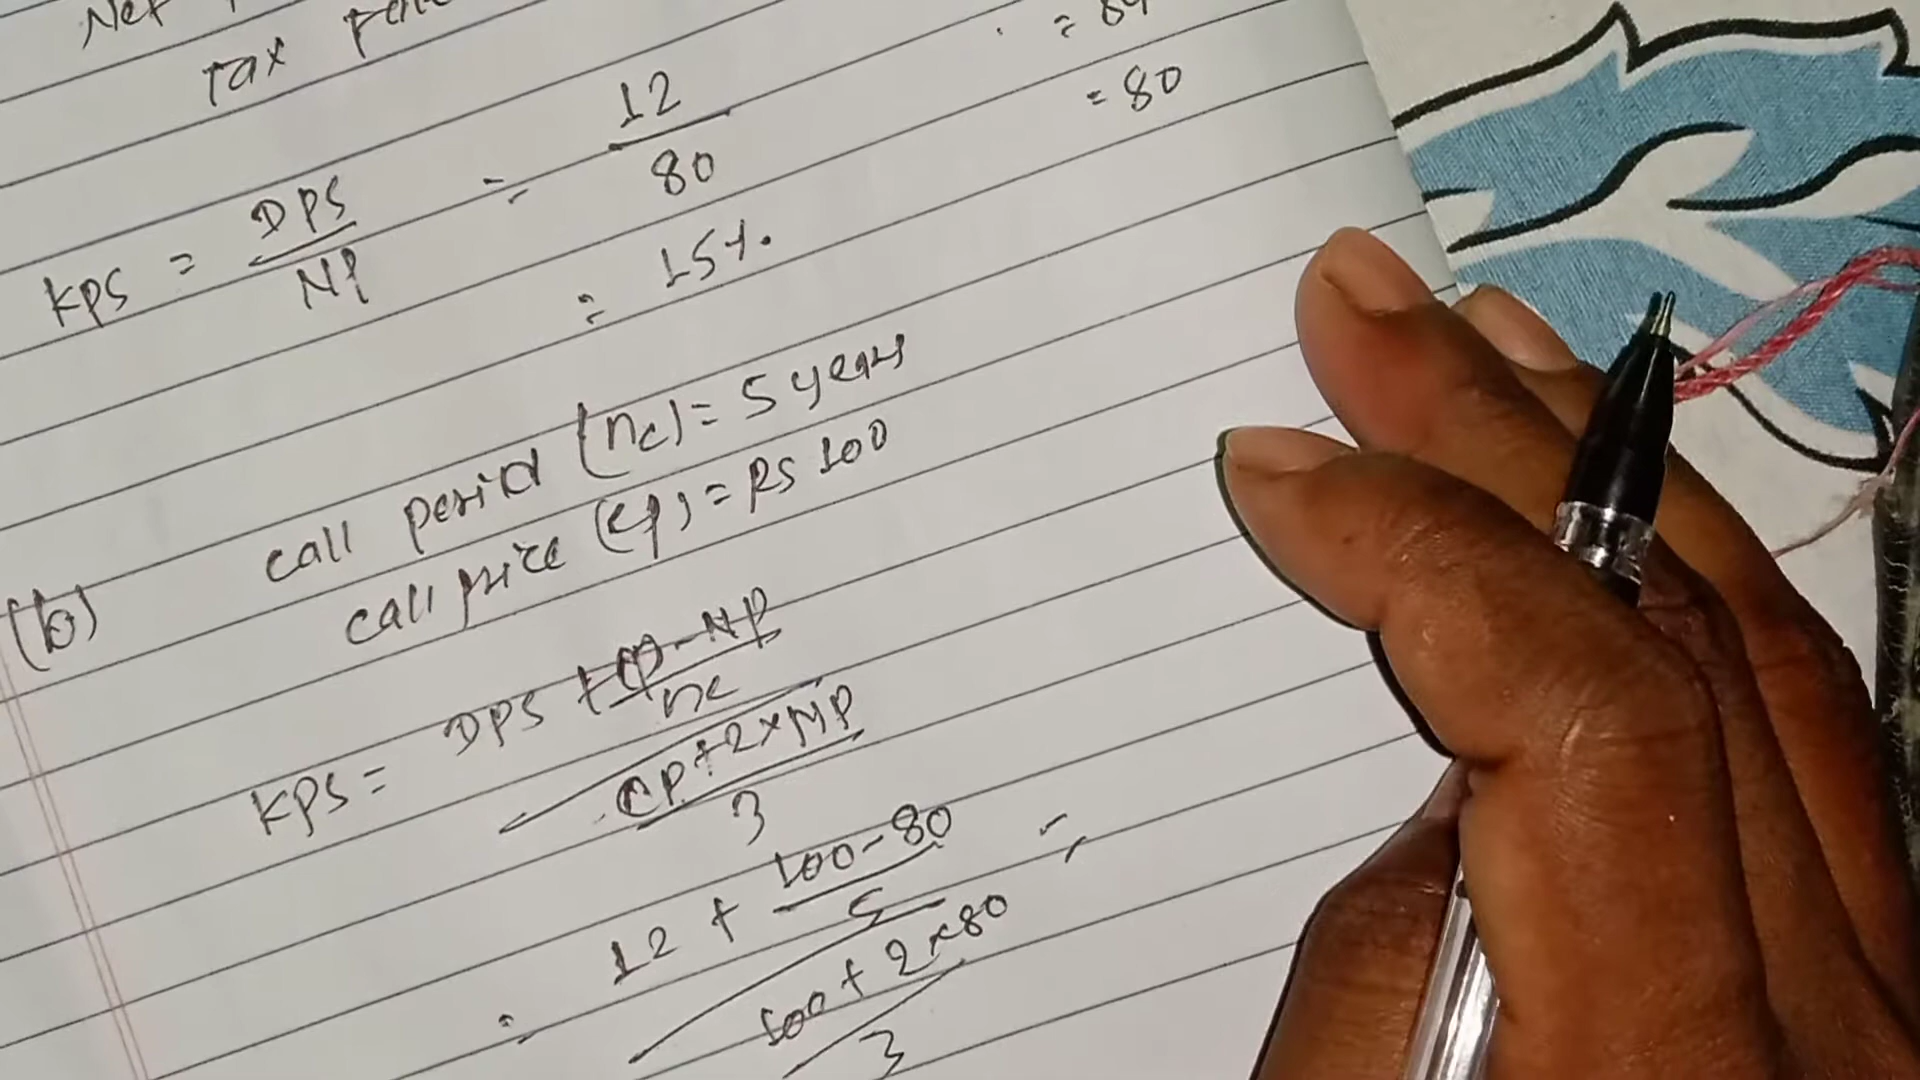 Net
Tax
= 80
KPS = DPS / NP = 12 / 80
= 15%
(b) call period (nc) = 5 years
call price (cp) = RS 100
KPS = DPS + CP-NP / nc / CP+2×NP / 3
= 12 + 100-80 / 5 / 100 + 2×80 / 3 =